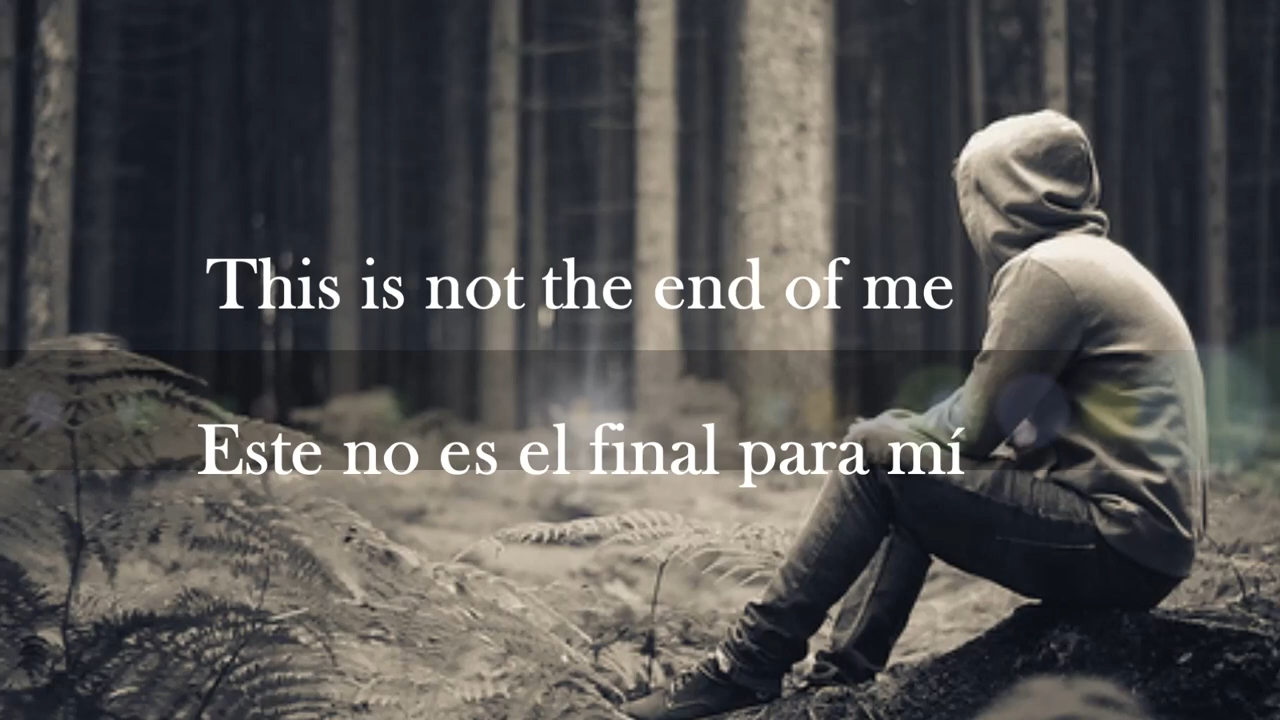 This is not the end of me
Este no es el final para mí